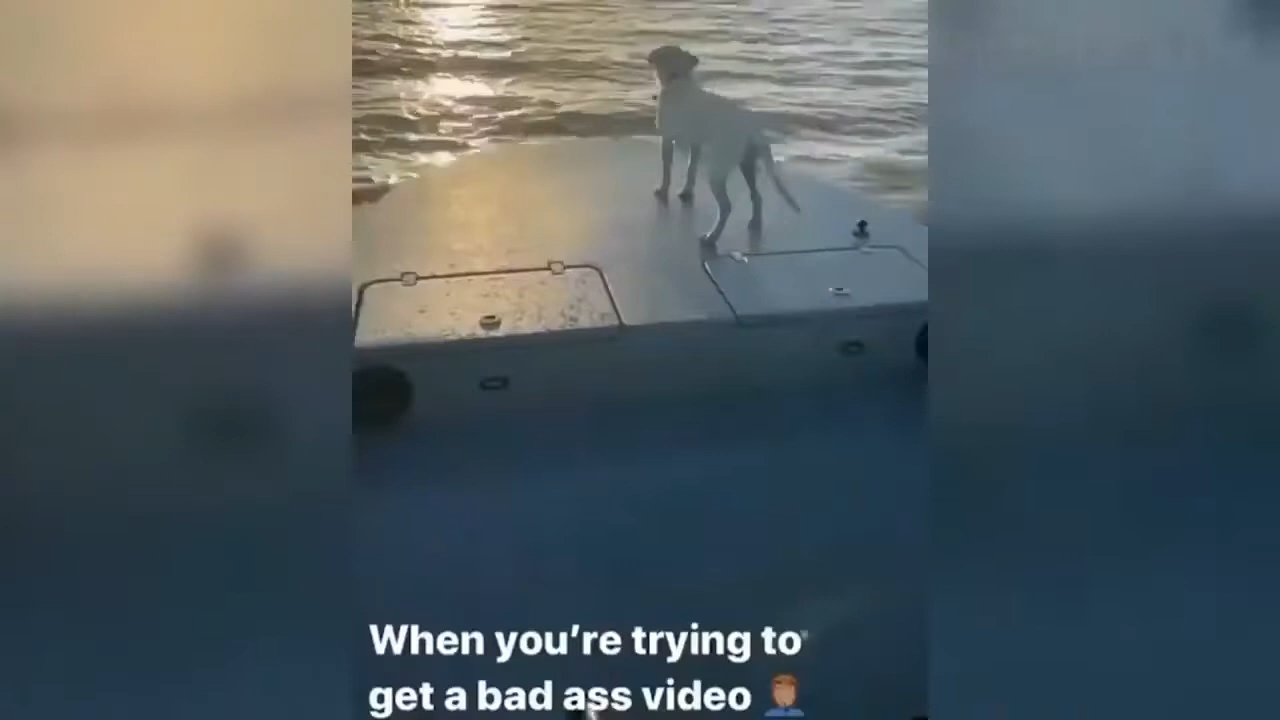 When you’re trying to
get a bad ass video 🤦🏼‍♂️